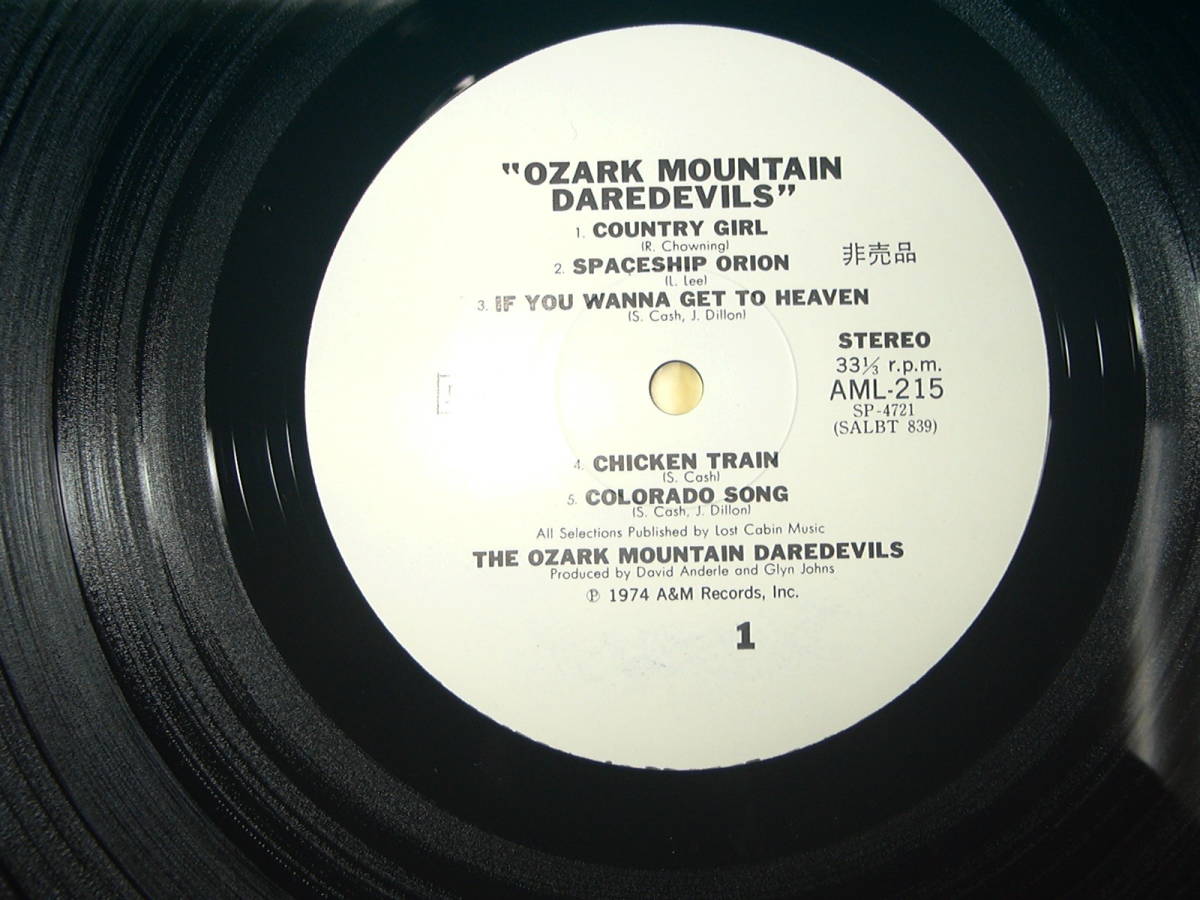 "OZARK MOUNTAIN
DAREDEVILS"
1. COUNTRY GIRL
(R. Chowning)
2. SPACESHIP ORION
(L. Lee)
3. IF YOU WANNA GET TO HEAVEN
(S. Cash, J. Dillon)
非売品
STEREO
33⅓ r.p.m.
AML-215
SP-4721
(SALBT 839)
4. CHICKEN TRAIN
(S. Cash)
5. COLORADO SONG
(S. Cash, J. Dillon)
All Selections Published by Lost Cabin Music
THE OZARK MOUNTAIN DAREDEVILS
Produced by David Anderle and Glyn Johns
℗ 1974 A&M Records, Inc.
1